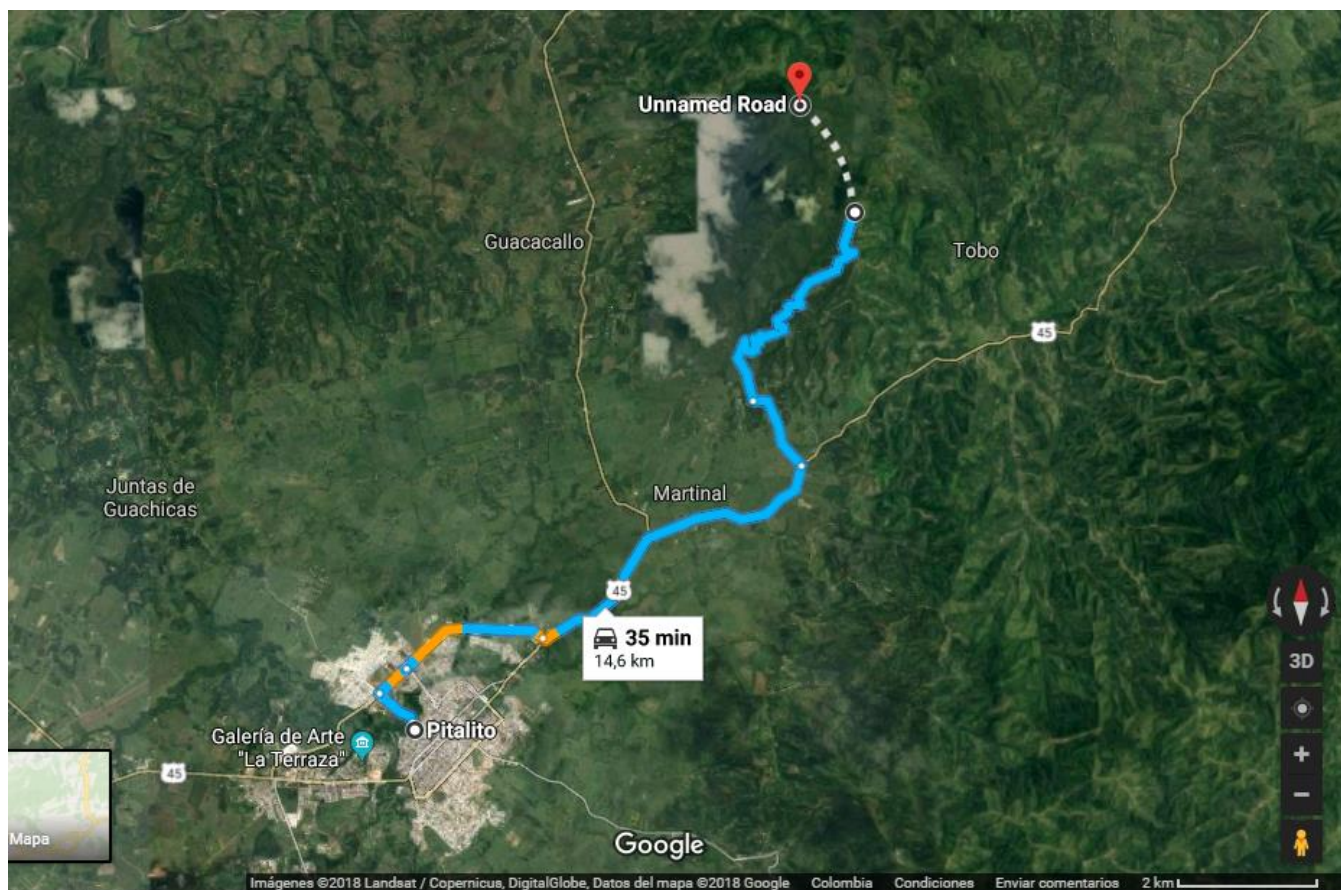 Unnamed Road
Guacacallo
Tobo
45
Juntas de
Guachicas
Martinal
45
35 min
14,6 km
3D
Pitalito
Galería de Arte
"La Terraza"
45
Mapa
Google
Imágenes ©2018 Landsat / Copernicus, DigitalGlobe, Datos del mapa ©2018 Google Colombia Condiciones Enviar comentarios 2 km